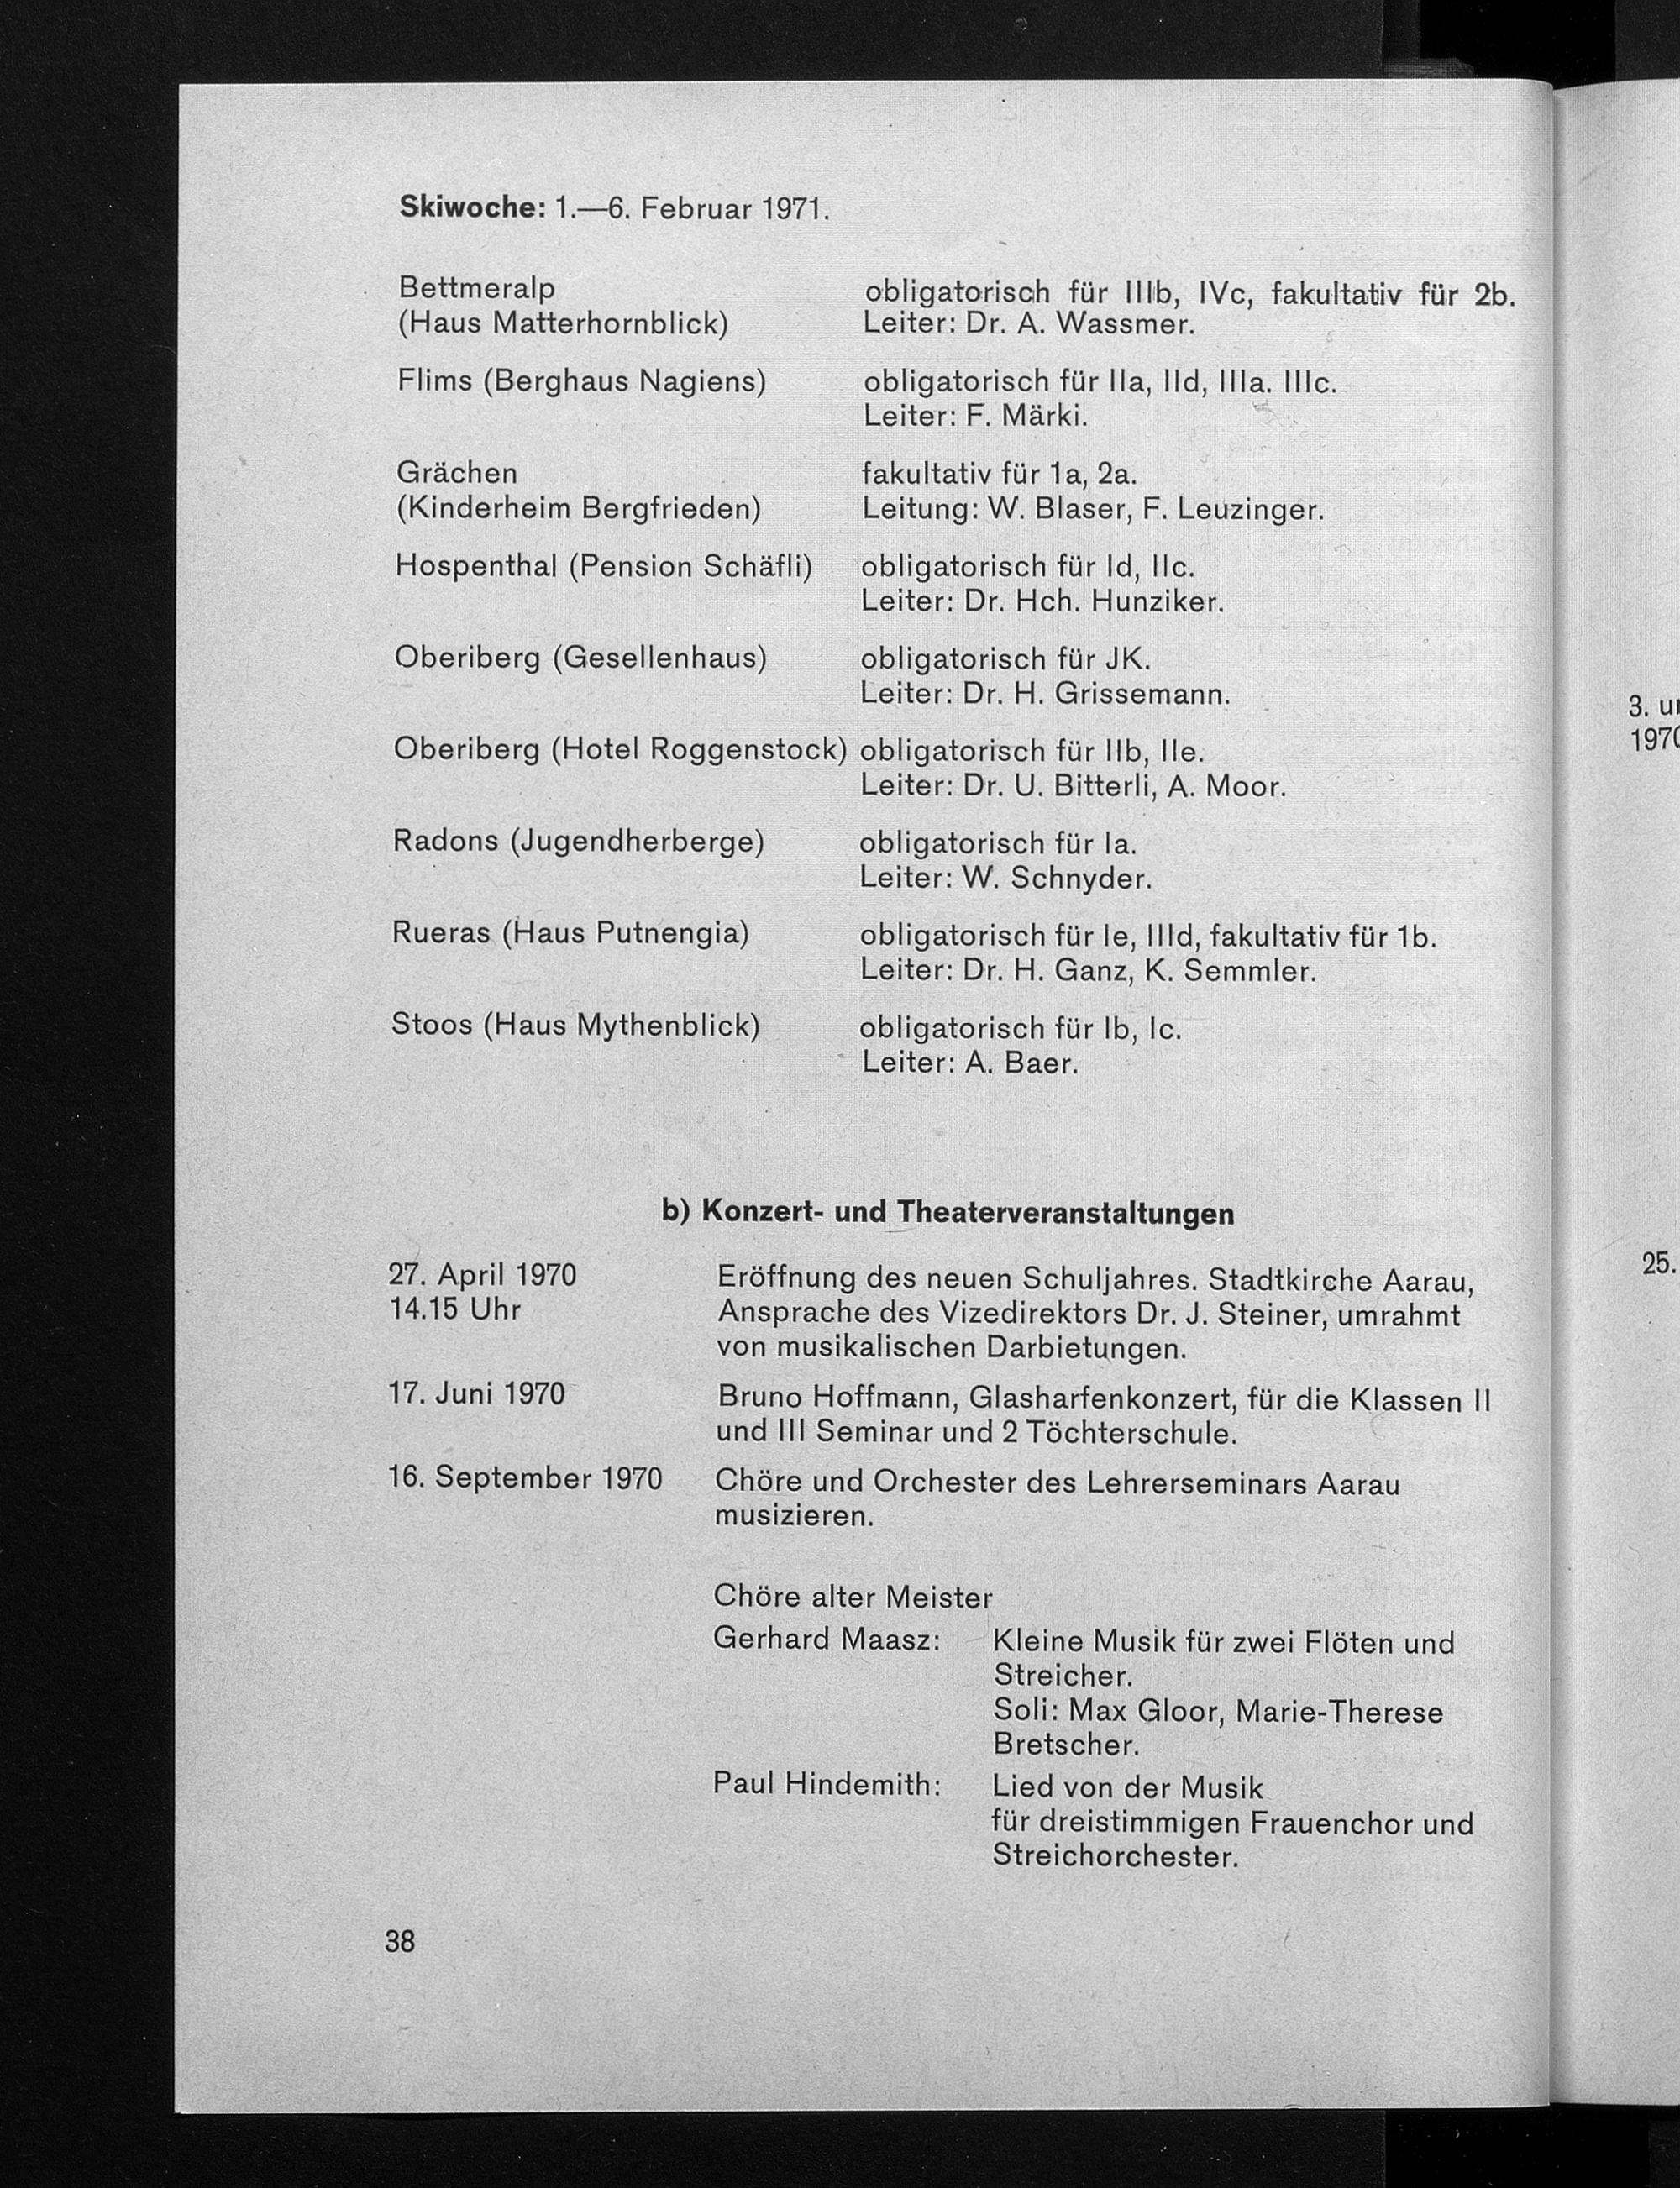 Skiwoche: 1.—6. Februar 1971.
Bettmeralp
(Haus Matterhornblick)
obligatorisch für IIIb, IVc, fakultativ für 2b.
Leiter: Dr. A. Wassmer.
Flims (Berghaus Nagiens)
obligatorisch für IIa, IId, IIIa. IIIc.
Leiter: F. Märki.
Grächen
(Kinderheim Bergfrieden)
fakultativ für 1a, 2a.
Leitung: W. Blaser, F. Leuzinger.
Hospenthal (Pension Schäfli)
obligatorisch für Id, IIc.
Leiter: Dr. Hch. Hunziker.
Oberiberg (Gesellenhaus)
obligatorisch für JK.
Leiter: Dr. H. Grissemann.
Oberiberg (Hotel Roggenstock)
obligatorisch für IIb, IIe.
Leiter: Dr. U. Bitterli, A. Moor.
Radons (Jugendherberge)
obligatorisch für Ia.
Leiter: W. Schnyder.
Rueras (Haus Putnengia)
obligatorisch für Ie, IIId, fakultativ für 1b.
Leiter: Dr. H. Ganz, K. Semmler.
Stoos (Haus Mythenblick)
obligatorisch für Ib, Ic.
Leiter: A. Baer.
b) Konzert- und Theaterveranstaltungen
27. April 1970
14.15 Uhr
Eröffnung des neuen Schuljahres. Stadtkirche Aarau,
Ansprache des Vizedirektors Dr. J. Steiner, umrahmt
von musikalischen Darbietungen.
17. Juni 1970
Bruno Hoffmann, Glasharfenkonzert, für die Klassen II
und III Seminar und 2 Töchterschule.
16. September 1970
Chöre und Orchester des Lehrerseminars Aarau
musizieren.
Chöre alter Meister
Gerhard Maasz:
Kleine Musik für zwei Flöten und
Streicher.
Soli: Max Gloor, Marie-Therese
Bretscher.
Paul Hindemith:
Lied von der Musik
für dreistimmigen Frauenchor und
Streichorchester.
38
3.
25.